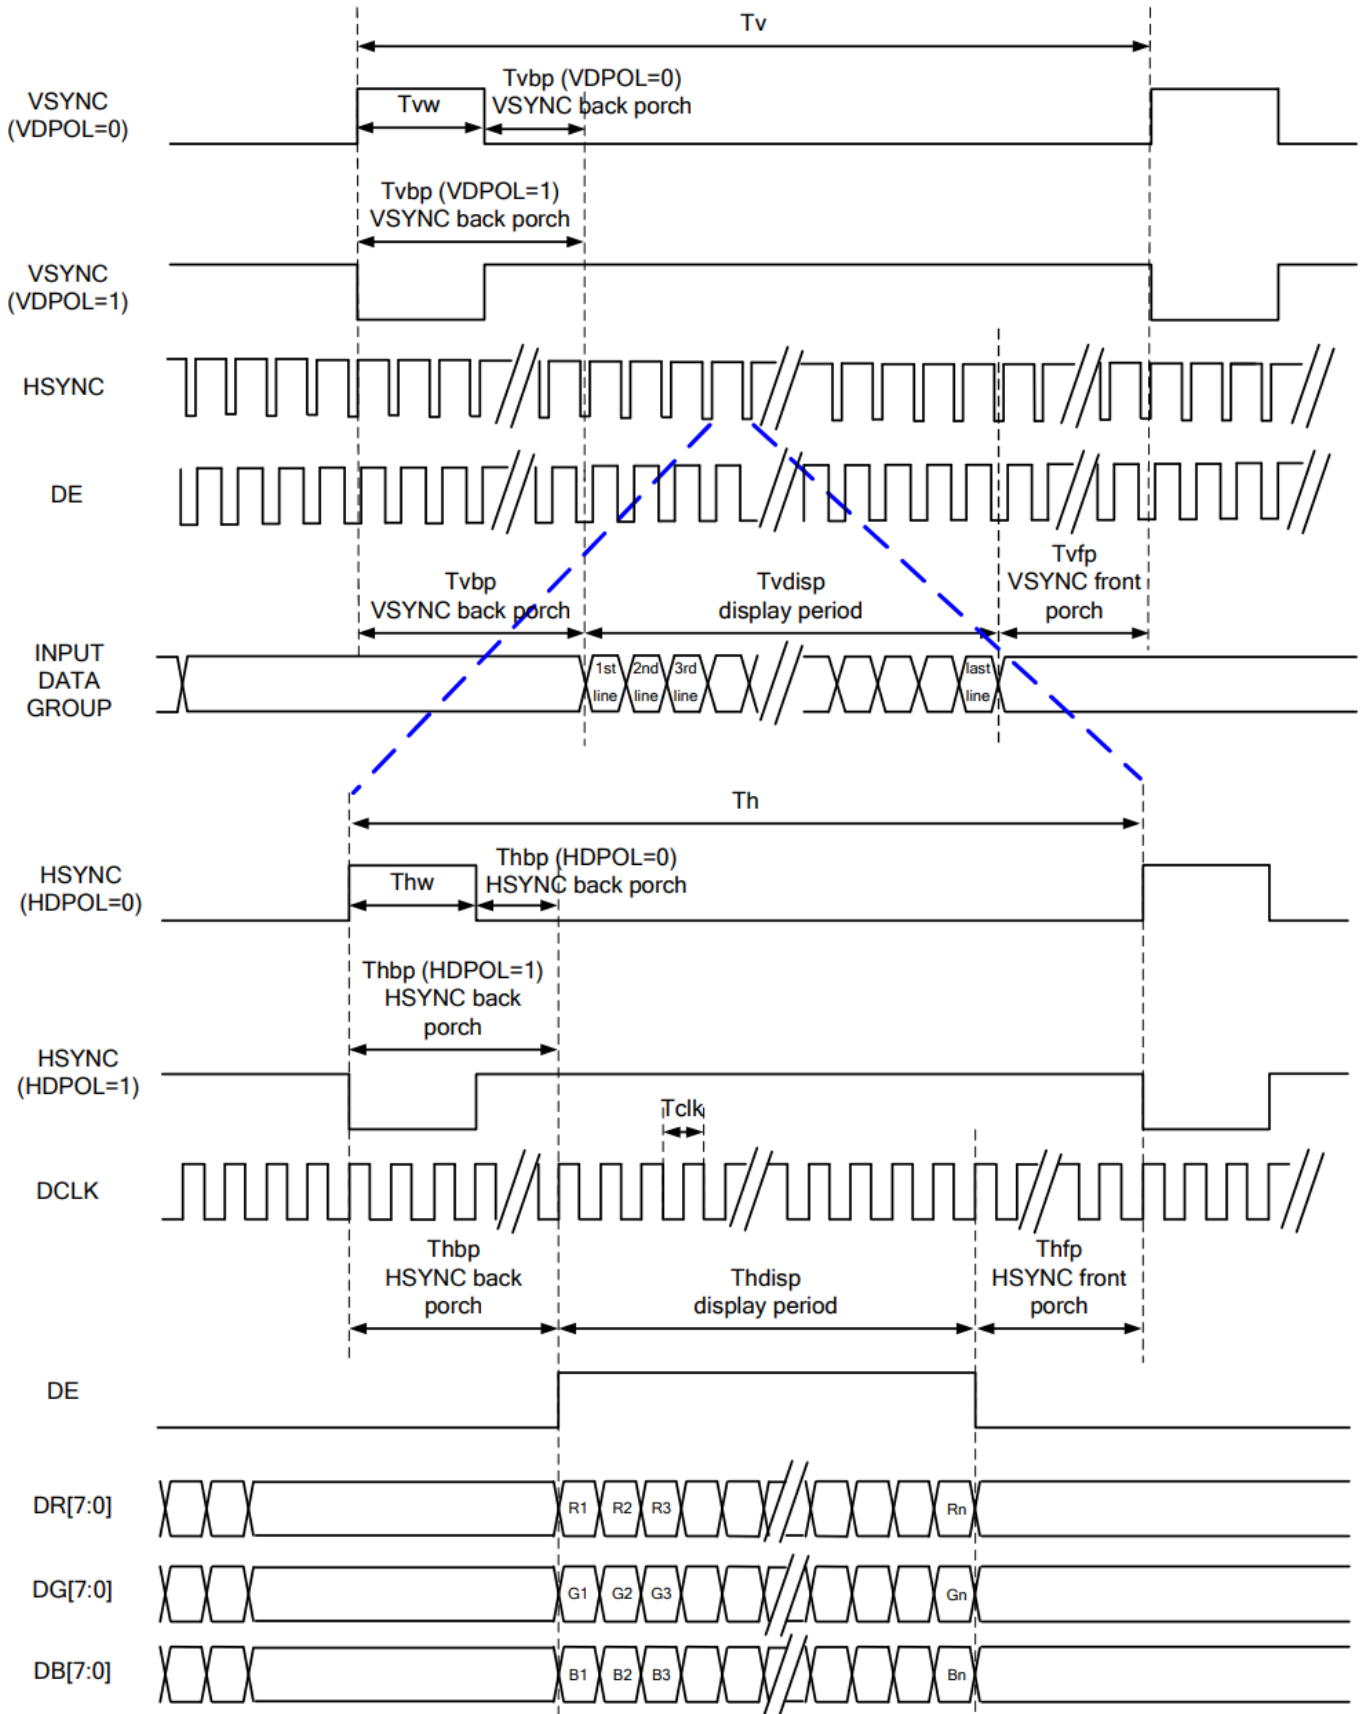 Tv
VSYNC
(VDPOL=0)
Tvw
Tvbp (VDPOL=0)
VSYNC back porch
Tvbp (VDPOL=1)
VSYNC back porch
VSYNC
(VDPOL=1)
HSYNC
DE
Tvbp
VSYNC back porch
Tvdisp
display period
Tvfp
VSYNC front
porch
INPUT
DATA
GROUP
1st
line
2nd
line
3rd
line
last
line
Th
HSYNC
(HDPOL=0)
Thw
Thbp (HDPOL=0)
HSYNC back porch
Thbp (HDPOL=1)
HSYNC back
porch
HSYNC
(HDPOL=1)
Tclk
DCLK
Thbp
HSYNC back
porch
Thdisp
display period
Thfp
HSYNC front
porch
DE
DR[7:0]
R1 R2 R3 Rn
DG[7:0]
G1 G2 G3 Gn
DB[7:0]
B1 B2 B3 Bn